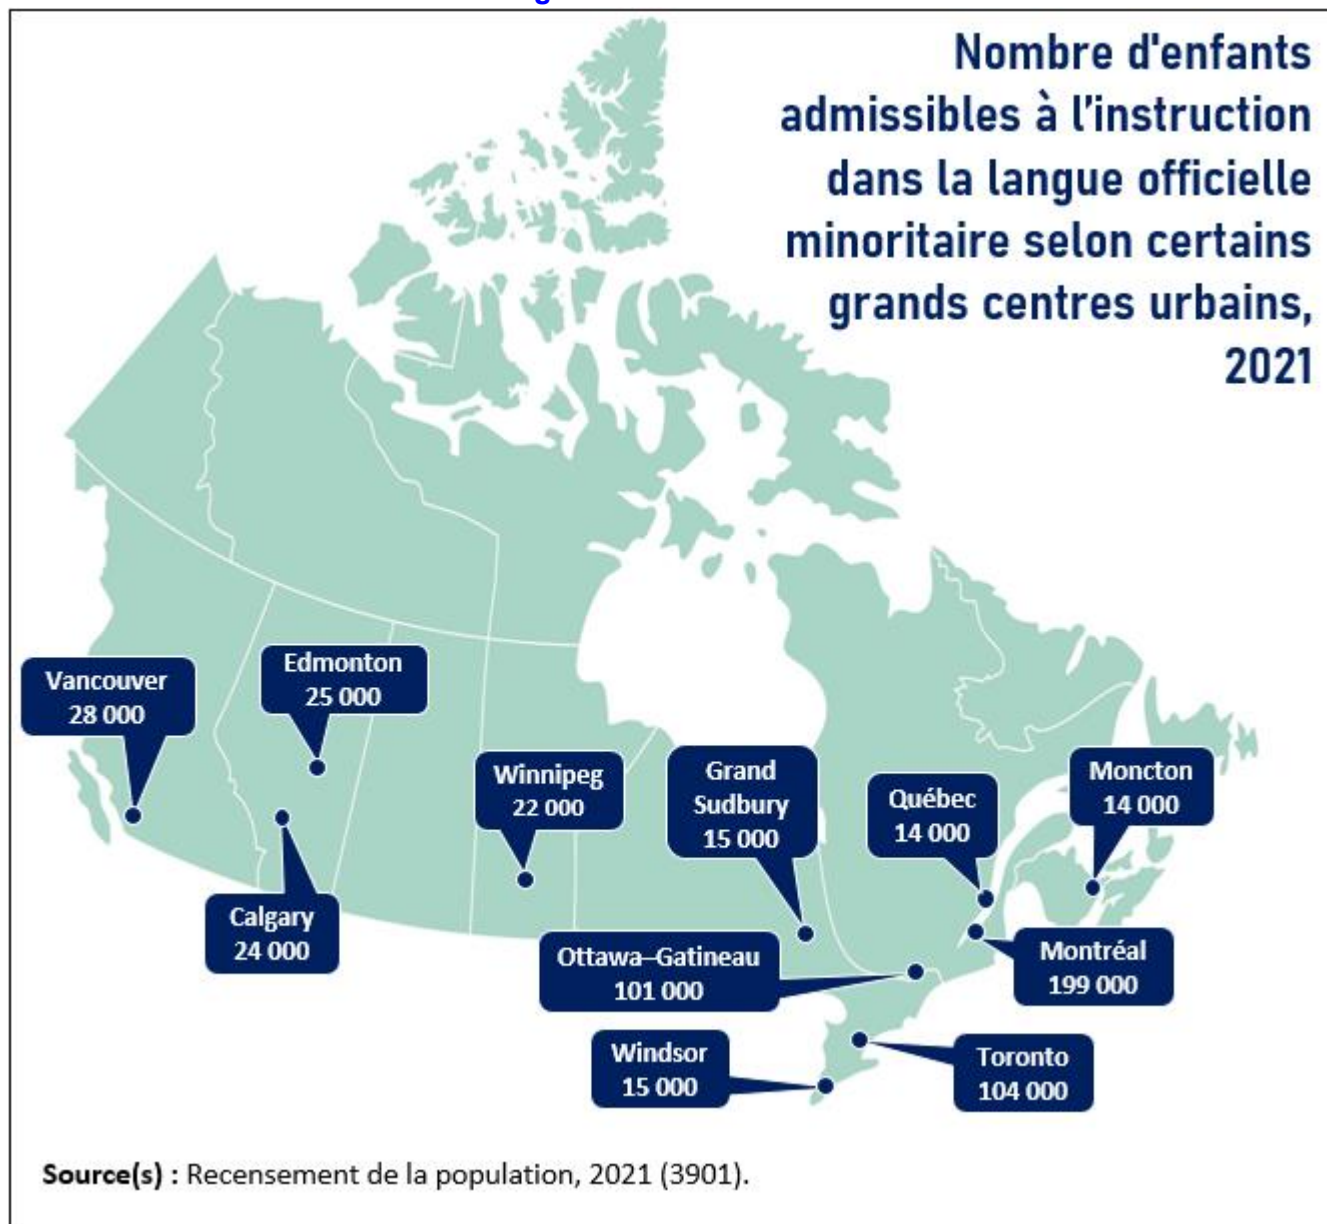 Nombre d'enfants
admissibles à l’instruction
dans la langue officielle
minoritaire selon certains
grands centres urbains,
2021
Vancouver
28 000
Edmonton
25 000
Calgary
24 000
Winnipeg
22 000
Grand
Sudbury
15 000
Québec
14 000
Moncton
14 000
Ottawa–Gatineau
101 000
Montréal
199 000
Windsor
15 000
Toronto
104 000
Source(s) : Recensement de la population, 2021 (3901).